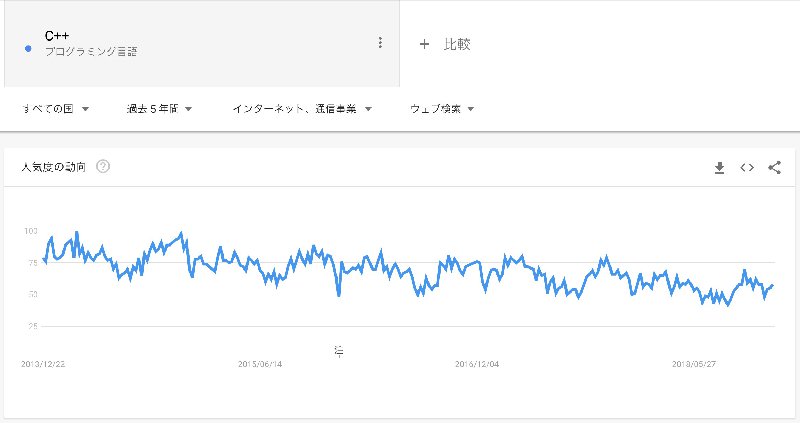 C++
プログラミング言語
+ 比較
すべての国
過去 5 年間
インターネット、通信事業
ウェブ検索
人気度の動向
100
75
50
25
注
2013/12/22
2015/06/14
2016/12/04
2018/05/27